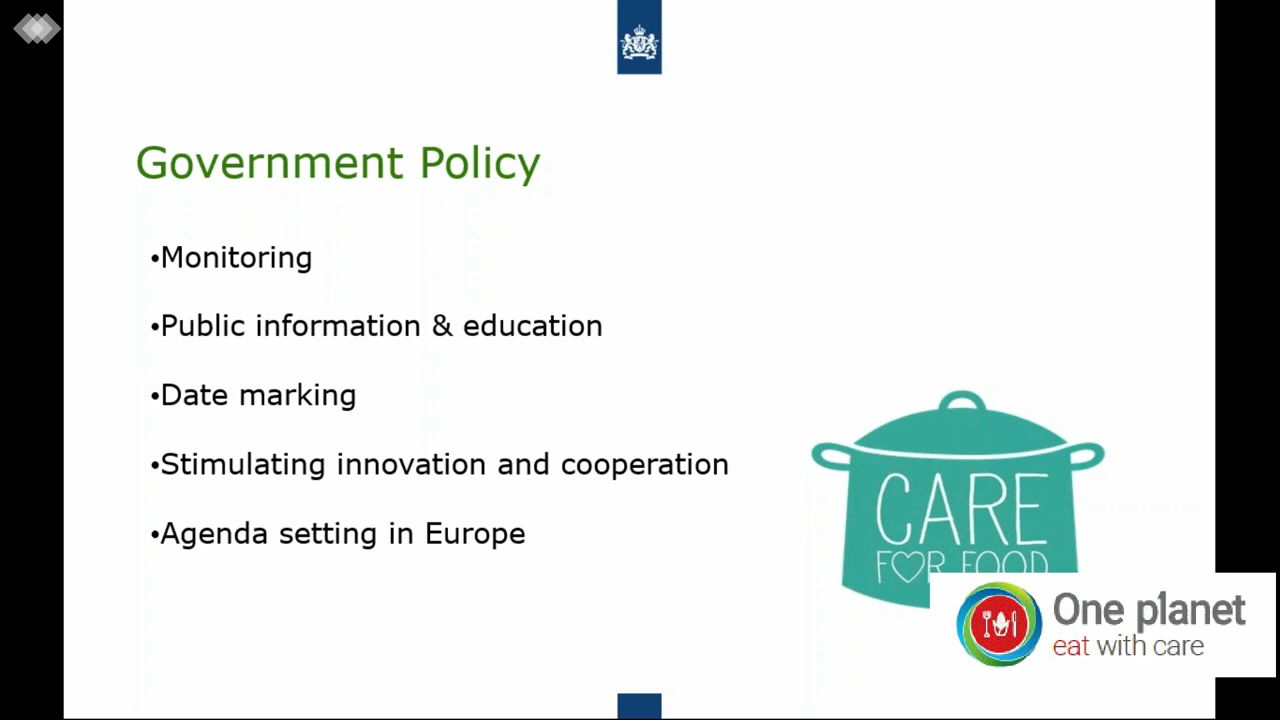 Government Policy
•Monitoring
•Public information & education
•Date marking
•Stimulating innovation and cooperation
•Agenda setting in Europe
CARE
FOR FOOD
One planet
eat with care